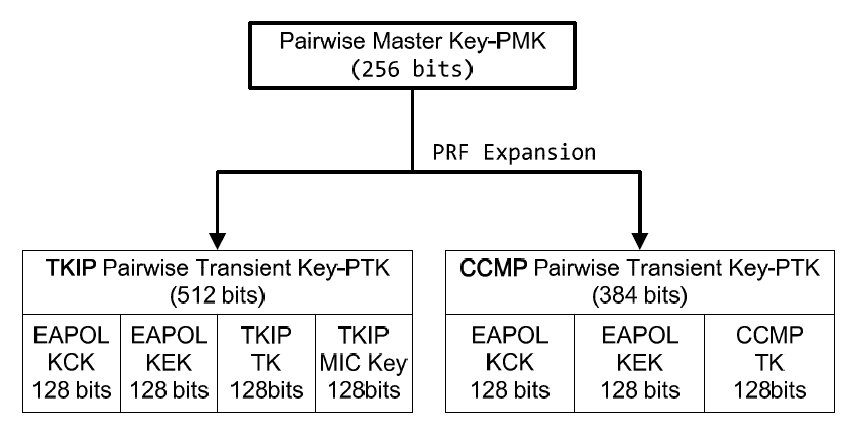 Pairwise Master Key-PMK
(256 bits)
PRF Expansion
TKIP Pairwise Transient Key-PTK
(512 bits)
EAPOL
KCK
128 bits
EAPOL
KEK
128 bits
TKIP
TK
128bits
TKIP
MIC Key
128bits
CCMP Pairwise Transient Key-PTK
(384 bits)
EAPOL
KCK
128 bits
EAPOL
KEK
128 bits
CCMP
TK
128bits